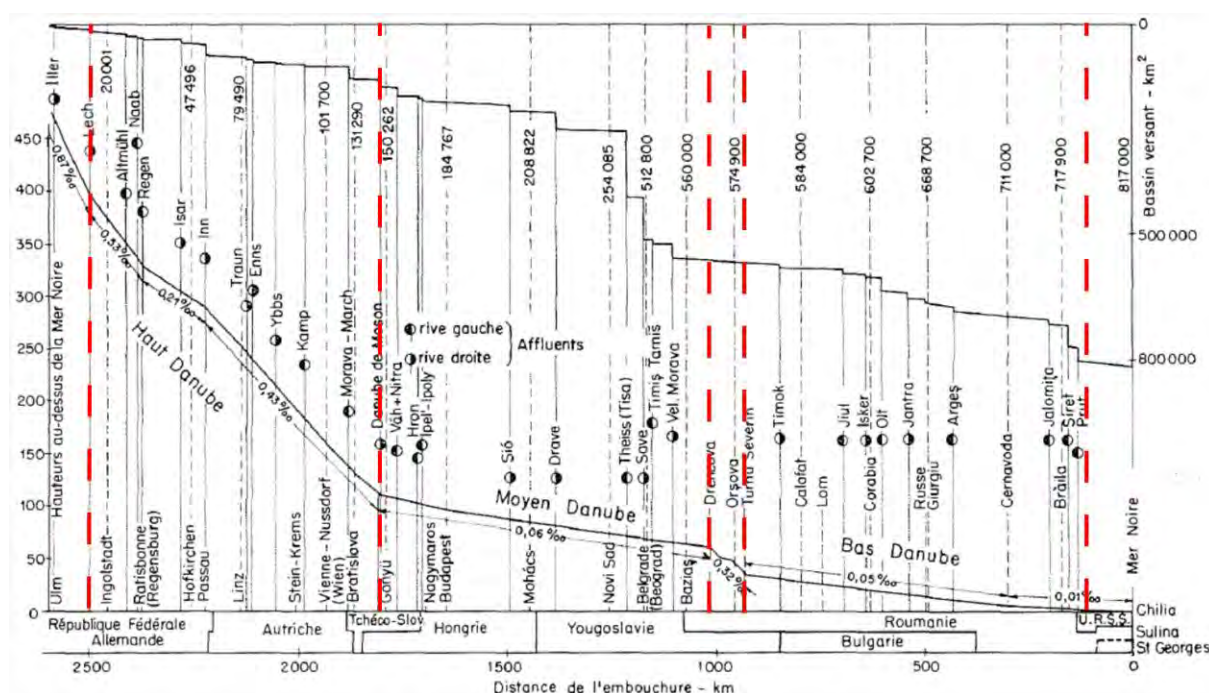 Iller
Lech
20 001
Altmühl
Naab
Regen
47 496
Isar
Inn
79 490
Traun
Enns
Ybbs
101 700
Kamp
131 290
Morava - March
150 262
Danube de Moson
Váh + Nitra
Hron
Ipel'-Ipoly
184 767
208 822
Sió
Drave
254 085
Theiss (Tisa)
512 800
Save
Timiş Tamis
560 000
Vel. Morava
574 900
584 000
Timok
602 700
Jiul
Isker
Olt
668 700
Jantra
Argeş
711 000
717 900
Jalomiţa
Siret
Prut
817 000
0
500 000
800 000
Bassin versant - km²
rive gauche
rive droite
Affluents
450
400
350
300
250
200
150
100
50
0
Hauteurs au-dessus de la Mer Noire
0,87‰
0,33‰
0,21‰
0,43‰
0,06‰
0,32‰
0,05‰
0,01‰
Haut Danube
Moyen Danube
Bas Danube
Ulm
Ingolstadt
Ratisbonne
(Regensburg)
Hofkirchen
Passau
Linz
Stein-Krems
Vienne - Nussdorf
(Wien)
Bratislava
Gönyü
Nagymaros
Budapest
Mohács
Novi Sad
Belgrade
(Beograd)
Baziaş
Drencova
Orşova
Turnu Severin
Calafat
Lom
Corabia
Russe
Giurgiu
Cernavoda
Brăila
Mer Noire
Chilia
Sulina
St Georges
République Fédérale
Allemande
Autriche
Tchéco-Slov.
Hongrie
Yougoslavie
Roumanie
Bulgarie
U.R.S.S.
2500
2000
1500
1000
500
0
Distance de l'embouchure - km